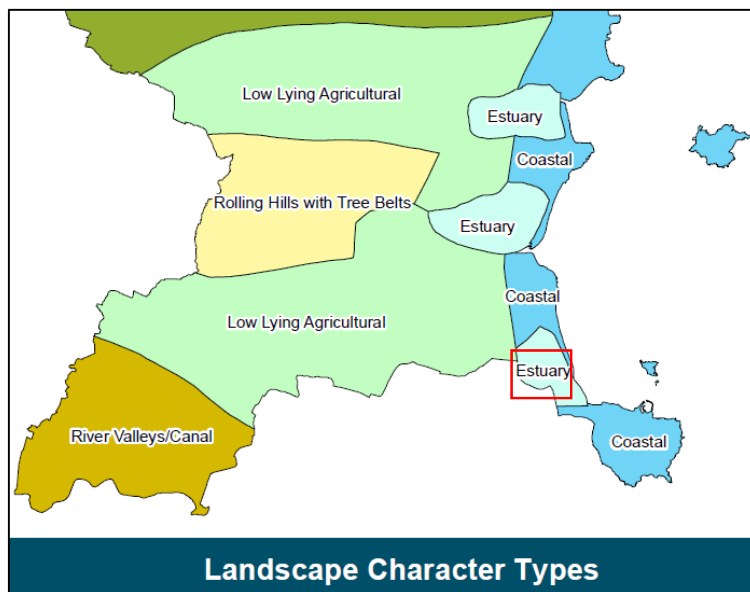 Low Lying Agricultural
Estuary
Coastal
Rolling Hills with Tree Belts
Estuary
Coastal
Low Lying Agricultural
Estuary
River Valleys/Canal
Coastal
Landscape Character Types